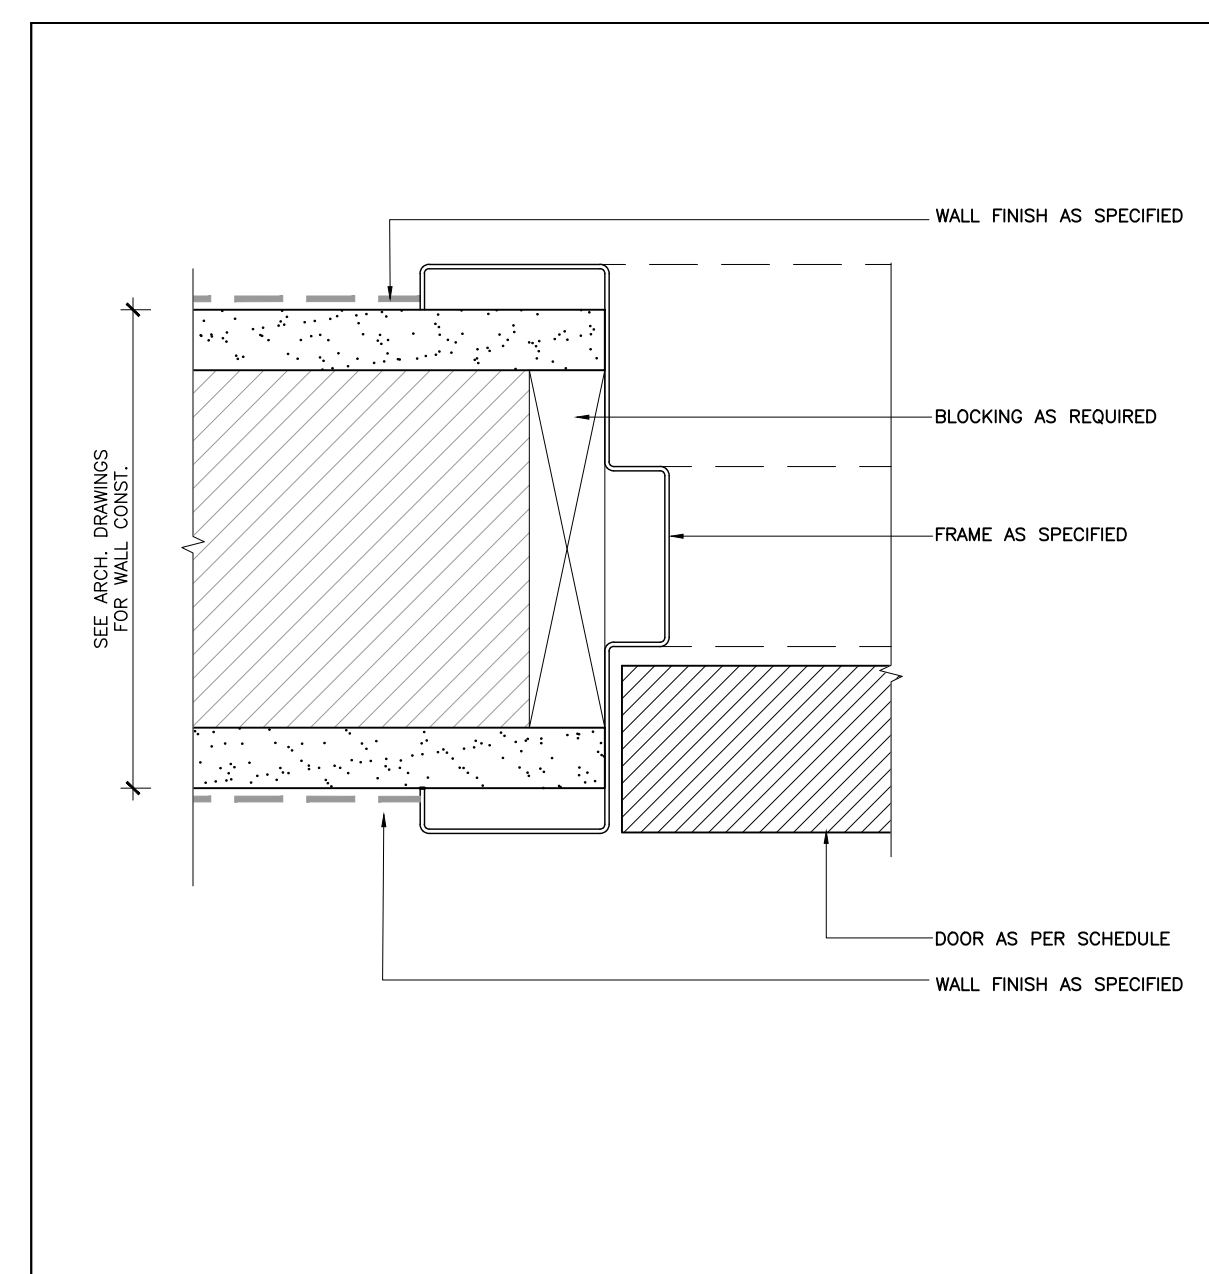 WALL FINISH AS SPECIFIED
BLOCKING AS REQUIRED
SEE ARCH. DRAWINGS
FOR WALL CONST.
FRAME AS SPECIFIED
DOOR AS PER SCHEDULE
WALL FINISH AS SPECIFIED